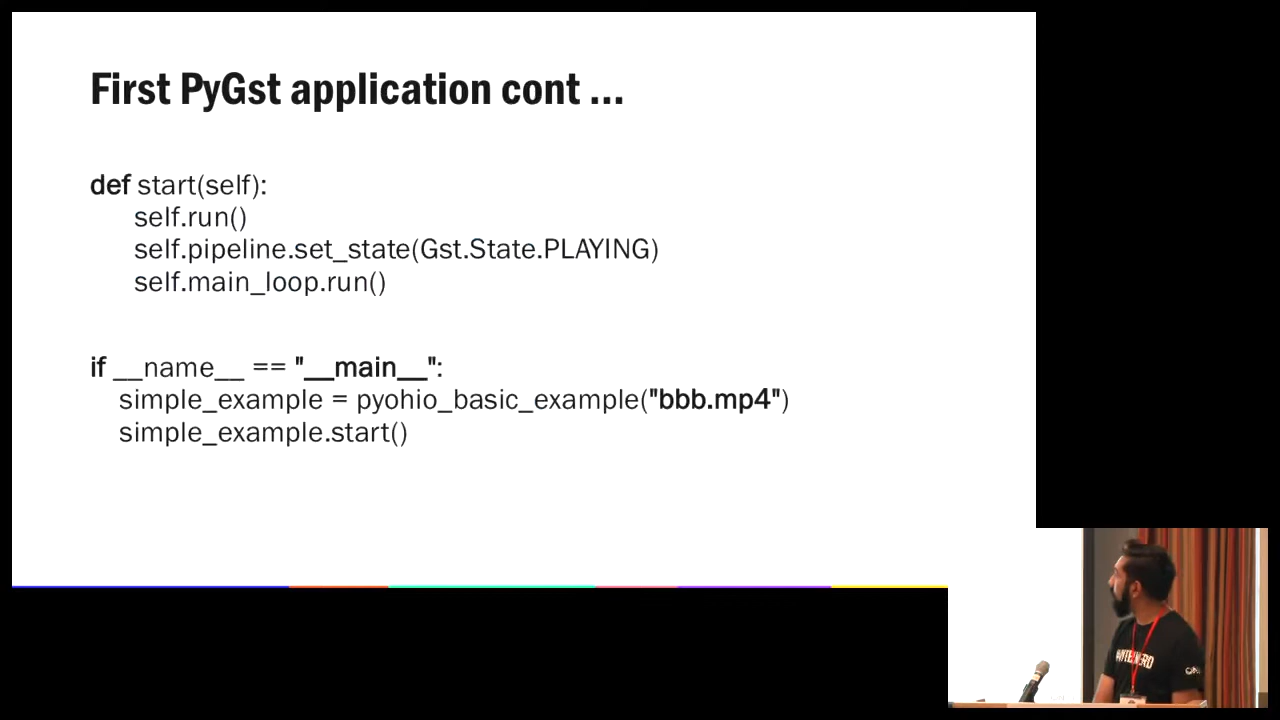 First PyGst application cont ...
def start(self):
self.run()
self.pipeline.set_state(Gst.State.PLAYING)
self.main_loop.run()
if __name__ == "__main__":
simple_example = pyohio_basic_example("bbb.mp4")
simple_example.start()